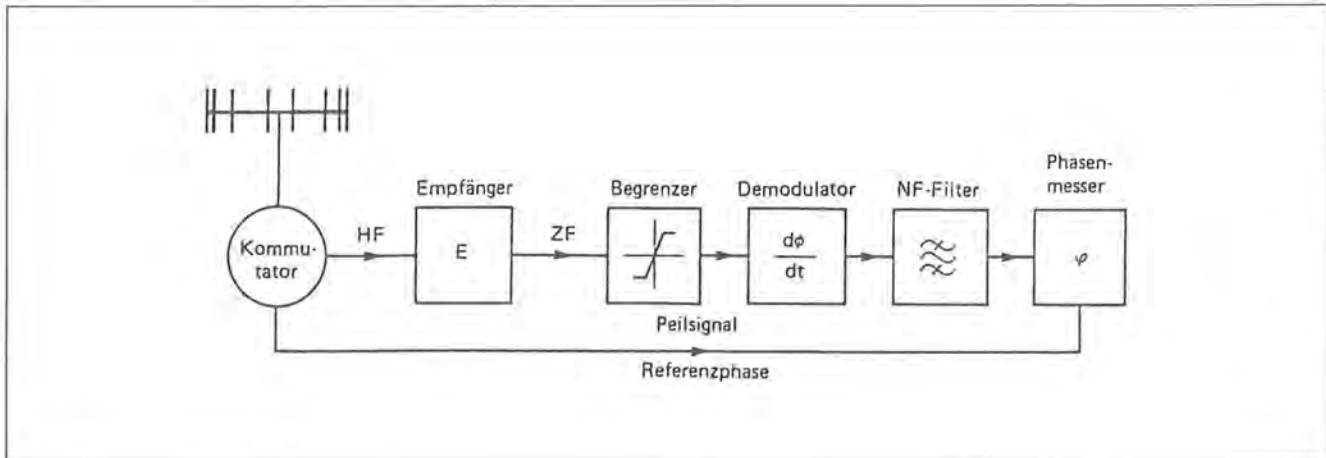 Phasen-
messer
Empfänger
Begrenzer
Demodulator
NF-Filter
Kommu-
tator
HF
E
ZF
dφ
dt
φ
Peilsignal
Referenzphase